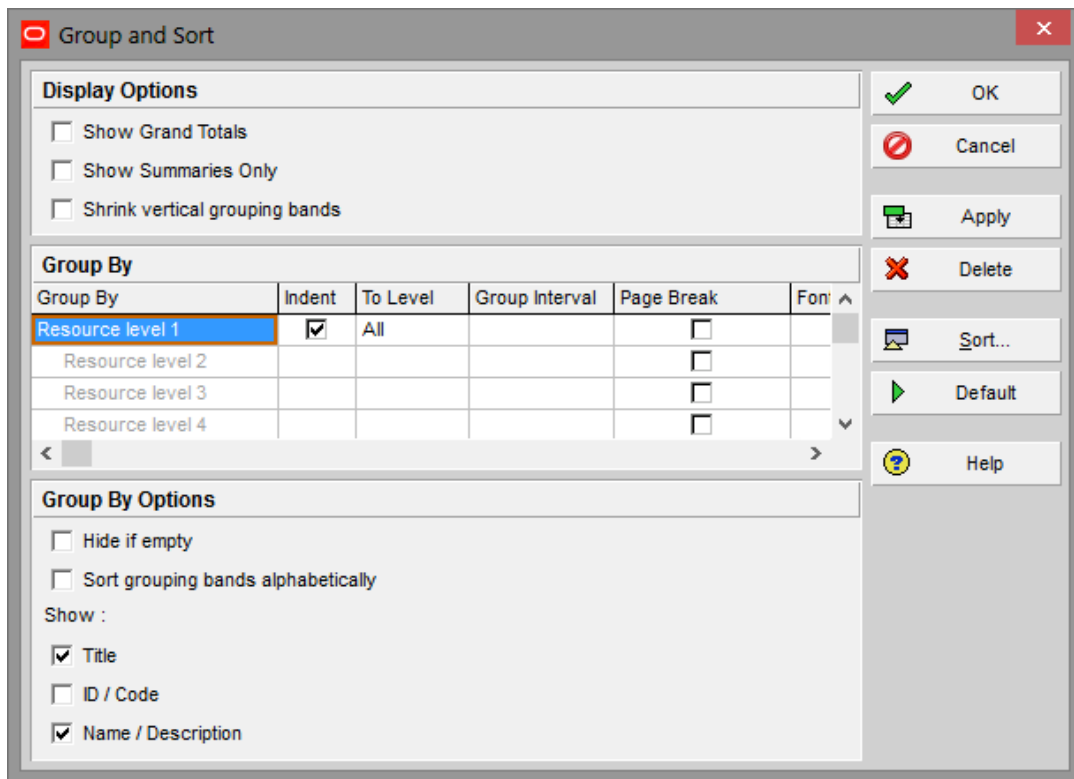 Group and Sort
Display Options
Show Grand Totals
Show Summaries Only
Shrink vertical grouping bands
Group By
Group By Indent To Level Group Interval Page Break Font
Resource level 1 All
Resource level 2
Resource level 3
Resource level 4
Group By Options
Hide if empty
Sort grouping bands alphabetically
Show :
Title
ID / Code
Name / Description
OK
Cancel
Apply
Delete
Sort...
Default
Help